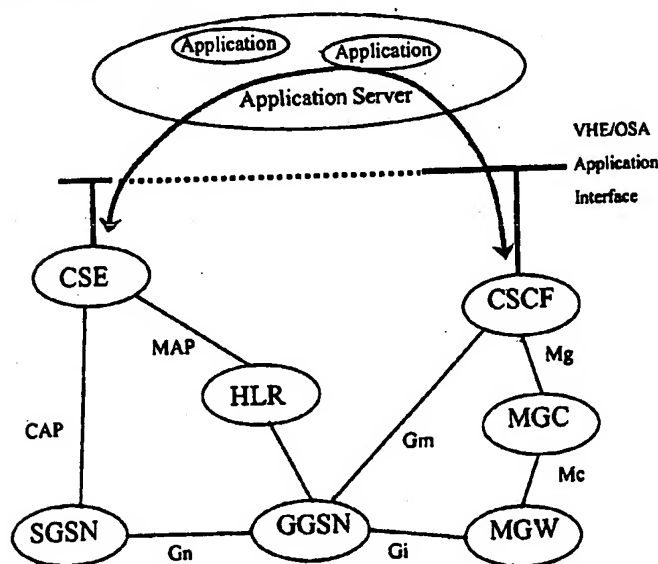 Application
Application
Application Server
VHE/OSA
Application
Interface
CSE
CSCF
MAP
Mg
HLR
MGC
CAP
Gm
Mc
SGSN
GGSN
MGW
Gn
Gi